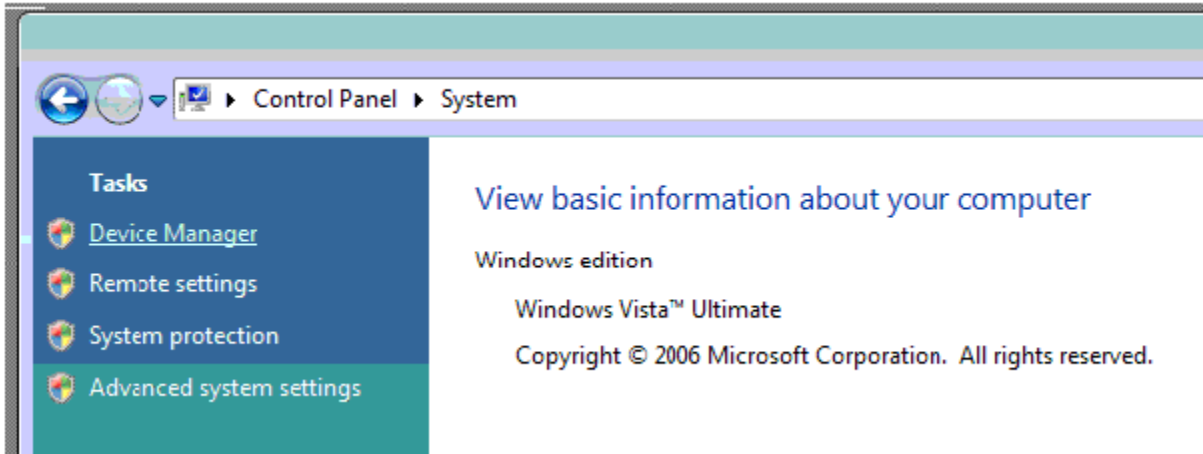 Control Panel System
Tasks
Device Manager
Remote settings
System protection
Advanced system settings
View basic information about your computer
Windows edition
Windows Vista™ Ultimate
Copyright © 2006 Microsoft Corporation. All rights reserved.